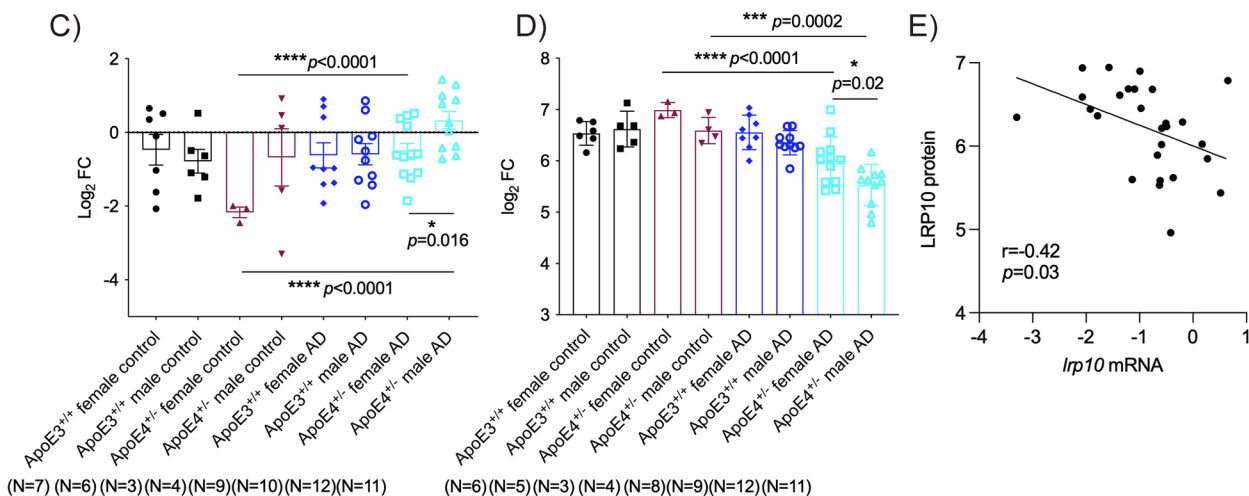 C)
2
0
-2
-4
Log2 FC
**** p<0.0001
*
p=0.016
**** p<0.0001
ApoE3+/+ female control
ApoE3+/+ male control
ApoE4+/- female control
ApoE4+/- male control
ApoE3+/+ female AD
ApoE3+/+ male AD
ApoE4+/- female AD
ApoE4+/- male AD
(N=7) (N=6) (N=3) (N=4) (N=9) (N=10) (N=12) (N=11)
D)
8
7
6
5
4
3
log2 FC
*** p=0.0002
**** p<0.0001
*
p=0.02
ApoE3+/+ female control
ApoE3+/+ male control
ApoE4+/- female control
ApoE4+/- male control
ApoE3+/+ female AD
ApoE3+/+ male AD
ApoE4+/- female AD
ApoE4+/- male AD
(N=6) (N=5) (N=3) (N=4) (N=8) (N=9) (N=12) (N=11)
E)
7
6
5
4
LRP10 protein
r=-0.42
p=0.03
-4 -3 -2 -1 0 1
lrp10 mRNA